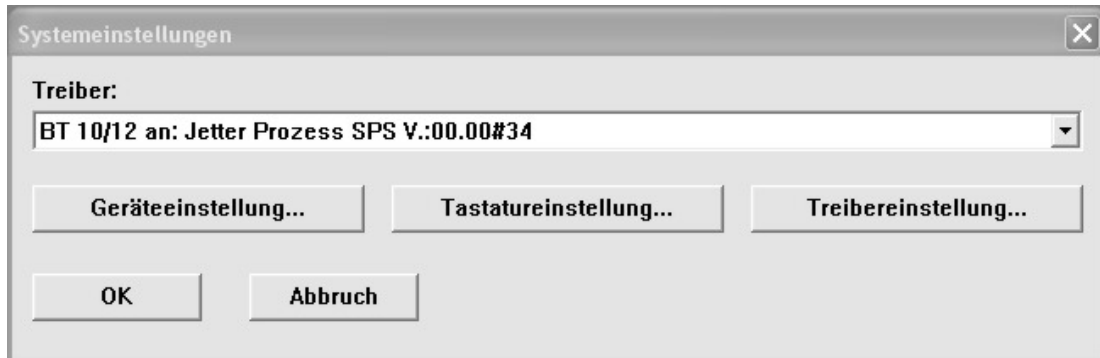 Systemeinstellungen
Treiber:
BT 10/12 an: Jetter Prozess SPS V.:00.00#34
Geräteeinstellung... Tastatureinstellung... Treibereinstellung...
OK Abbruch